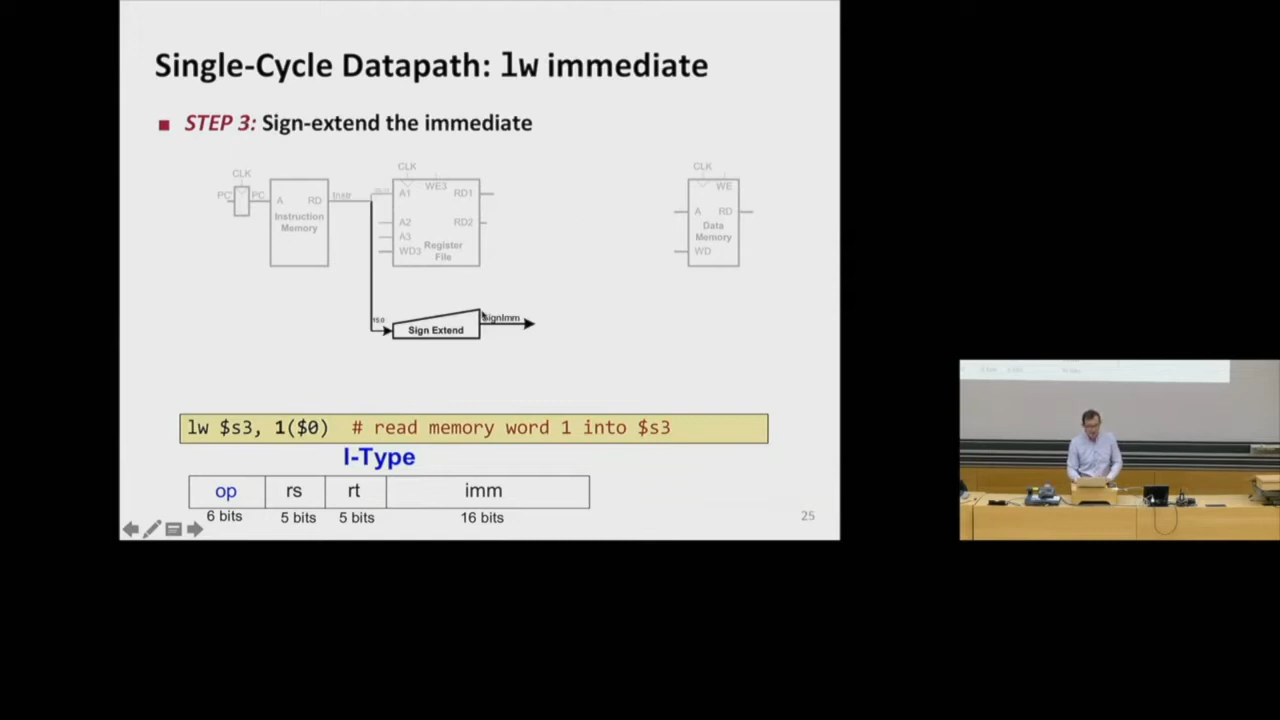 Single-Cycle Datapath: lw immediate
■ STEP 3: Sign-extend the immediate
CLK CLK CLK
PC' PC A RD Instr
Instruction
Memory
A1 WE3 RD1
A2 RD2
A3
WD3
Register
File
WE
A RD
Data
Memory
WD
15:0
Sign Extend
SignImm
lw $s3, 1($0) # read memory word 1 into $s3
I-Type
op rs rt imm
6 bits 5 bits 5 bits 16 bits
25